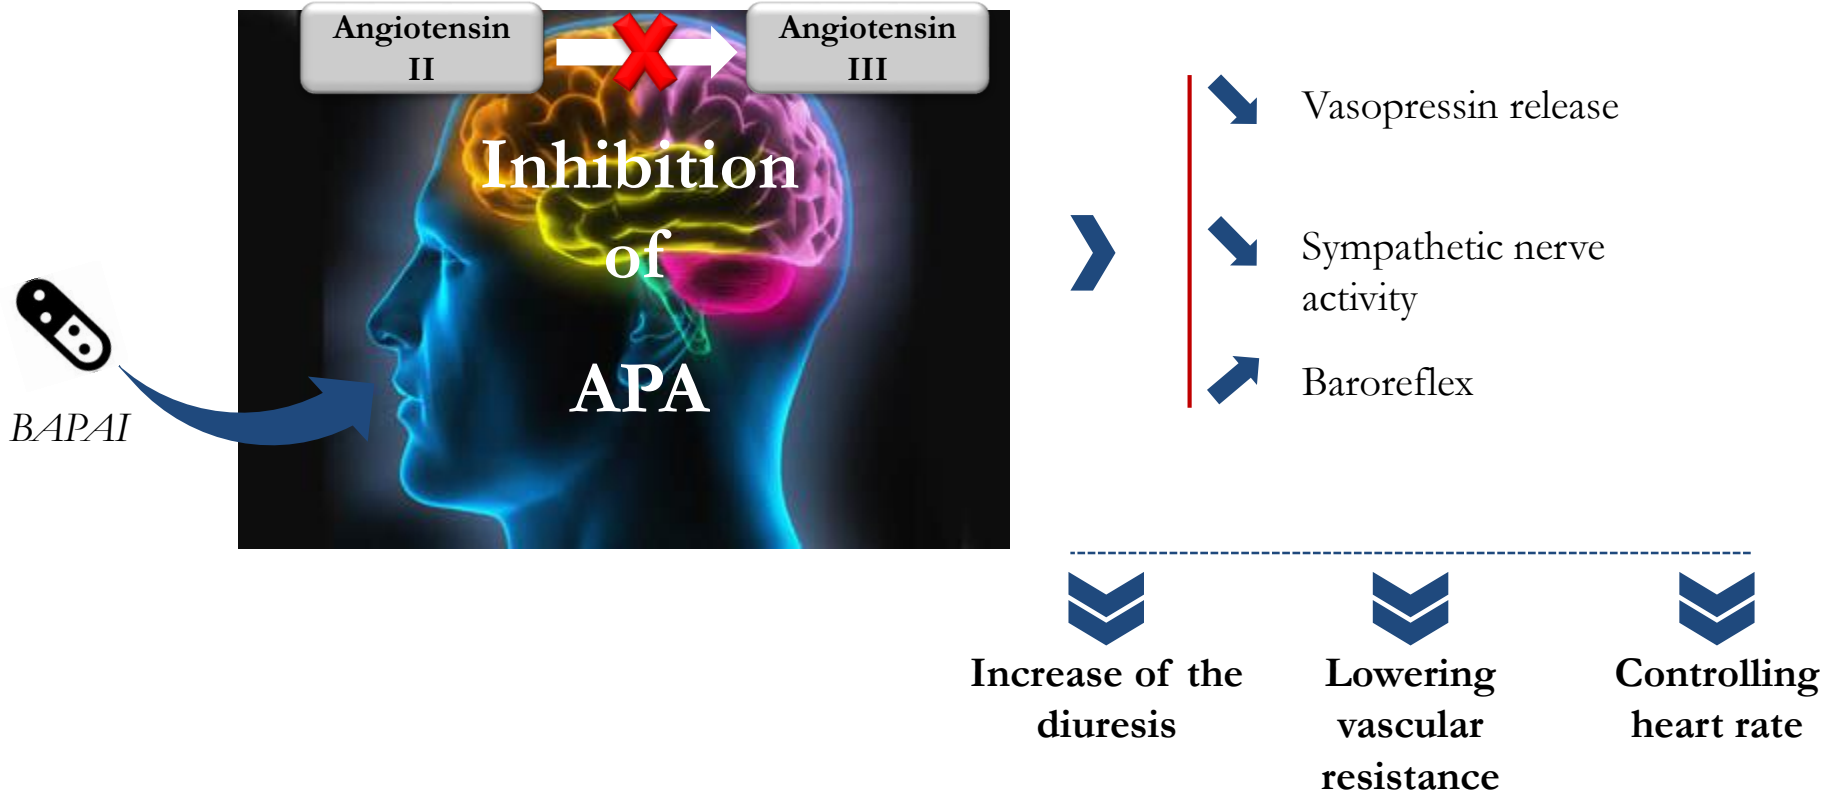 Angiotensin
II
Angiotensin
III
Inhibition
of
APA
BAPAI
Vasopressin release
Sympathetic nerve
activity
Baroreflex
Increase of the
diuresis
Lowering
vascular
resistance
Controlling
heart rate